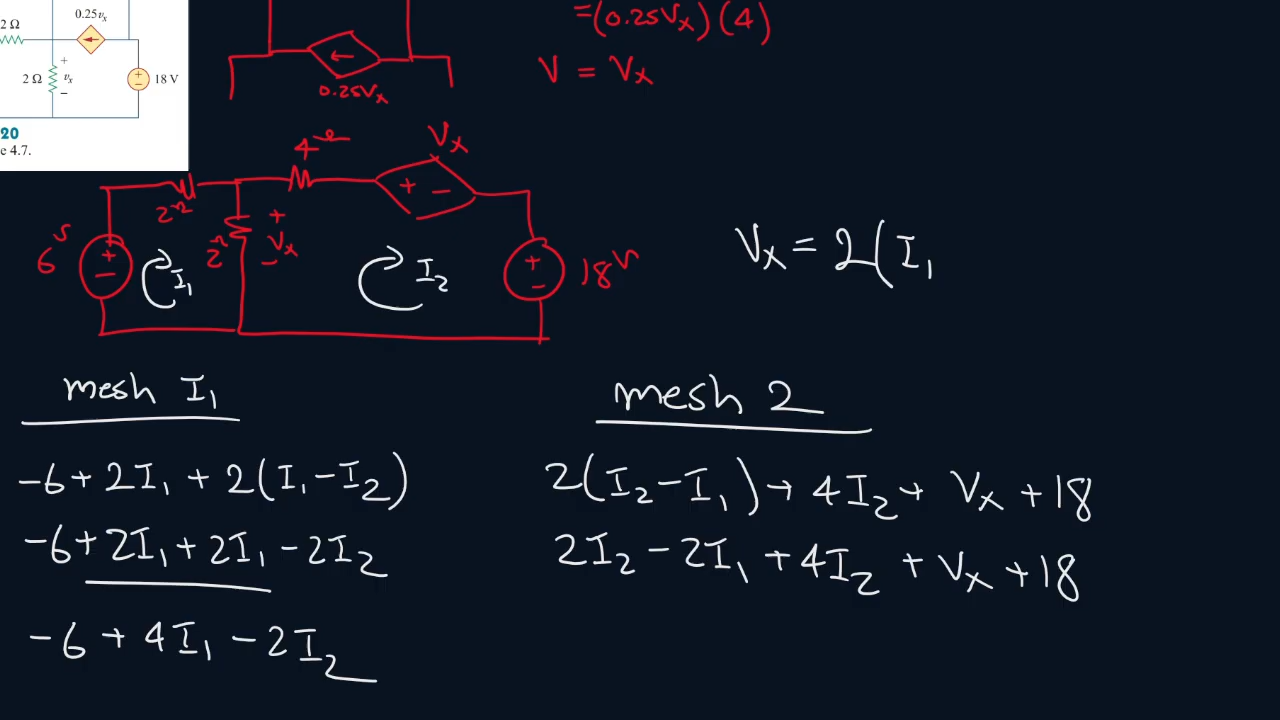 2 Ω
0.25vx
2 Ω
+
vx
−
+
−
18 V
20
e 4.7.
=(0.25Vx)(4)
V = Vx
0.25Vx
4Ω
Vx
+ −
2Ω
2Ω
+
Vx
−
6V
+
−
I₁
I₂
+
−
18V
Vx = 2(I₁
mesh I₁
-6+2I₁+2(I₁-I₂)
-6+2I₁+2I₁-2I₂
-6+4I₁-2I₂
mesh 2
2(I₂-I₁)+4I₂+Vx+18
2I₂-2I₁+4I₂+Vx+18